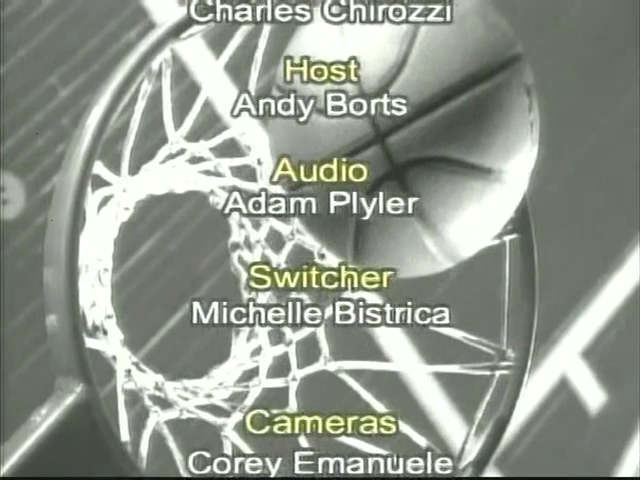 Charles Chirozzi
Host
Andy Borts
Audio
Adam Plyler
Switcher
Michelle Bistrica
Cameras
Corey Emanuele